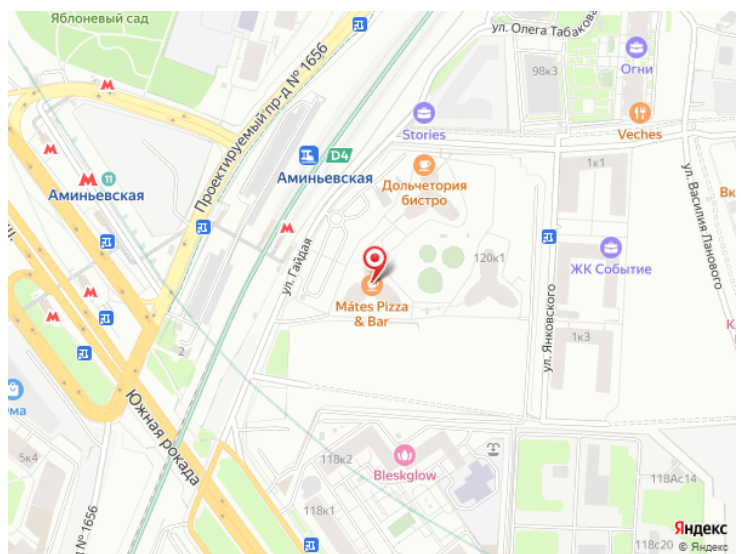 Яблоневый сад
ул. Олега Табакова
Проектируемый пр-д № 1656
98к3
Огни
Stories
Veches
D4
Аминьевская
Дольчетория
бистро
1к1
ул. Василия Ланового
11
Аминьевская
ул. Гайдая
120к1
ЖК Событие
Mátes Pizza
& Bar
ул. Янковского
1к3
2
Южная рокада
5к4
118к2
Bleskglow
118к1
118Ас14
118с20
№ 1656
Яндекс
© Яндекс